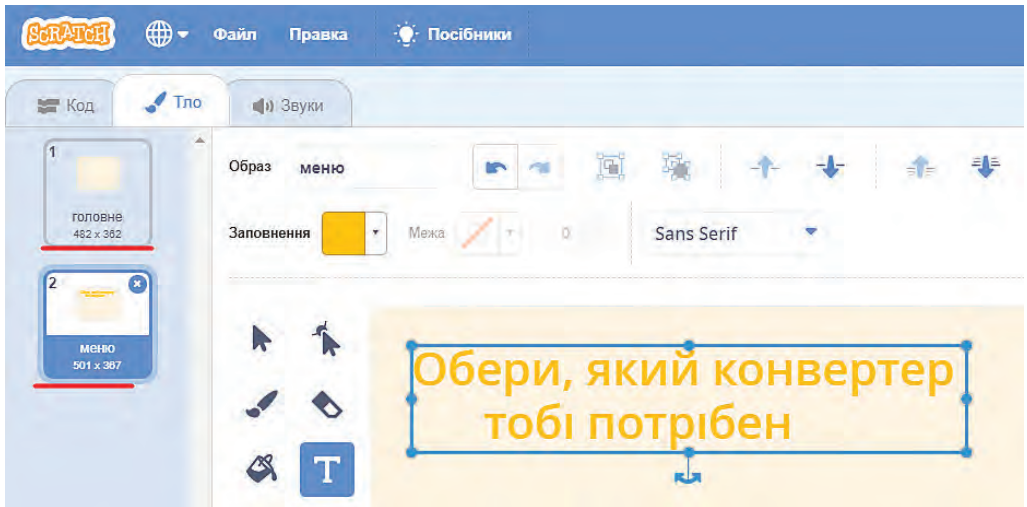 SCRATCH Файл Правка Посібники
Код Тло Звуки
1
головне
482 x 362
2
меню
501 x 367
Образ меню
Заповнення Межа 0 Sans Serif
T
Обери, який конвертер
тобі потрібен